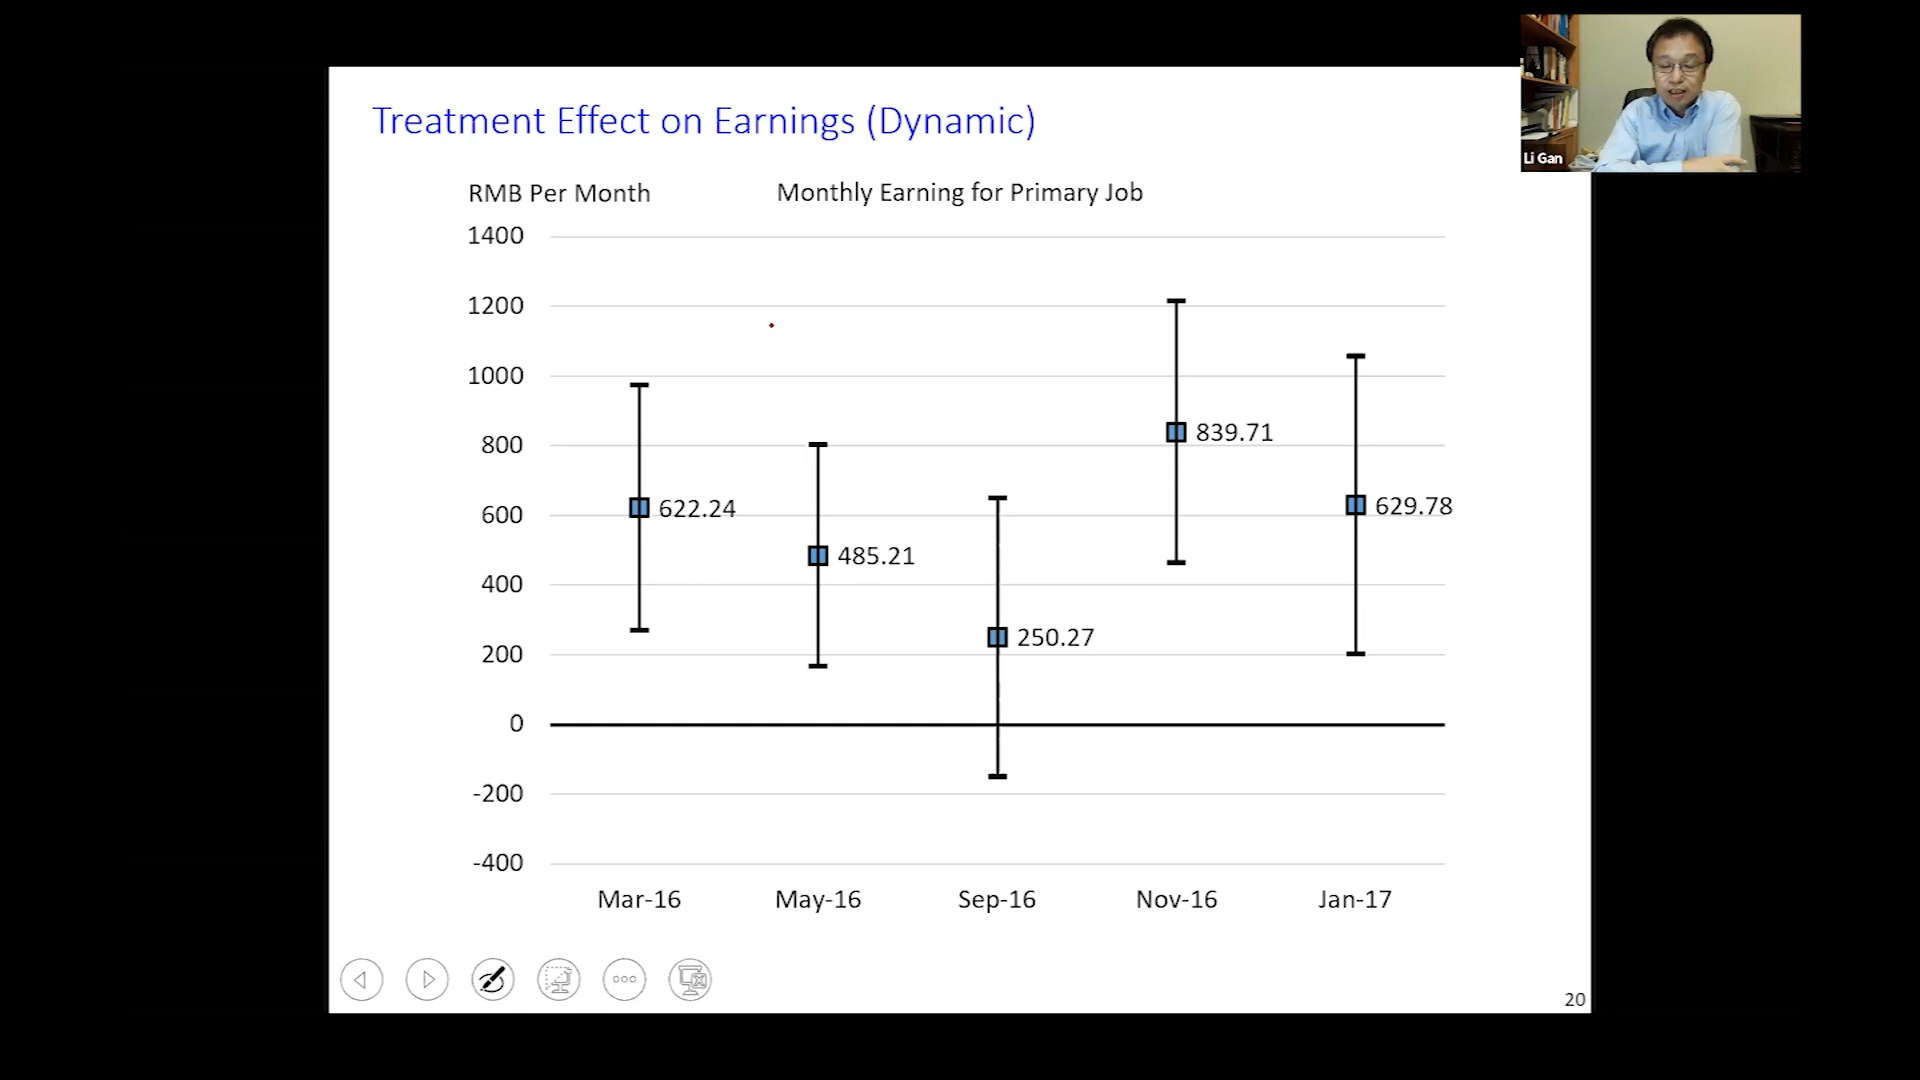 Treatment Effect on Earnings (Dynamic)
Li Gan
RMB Per Month
Monthly Earning for Primary Job
1400
1200
1000
800
600
400
200
0
-200
-400
622.24
485.21
250.27
839.71
629.78
Mar-16
May-16
Sep-16
Nov-16
Jan-17
20